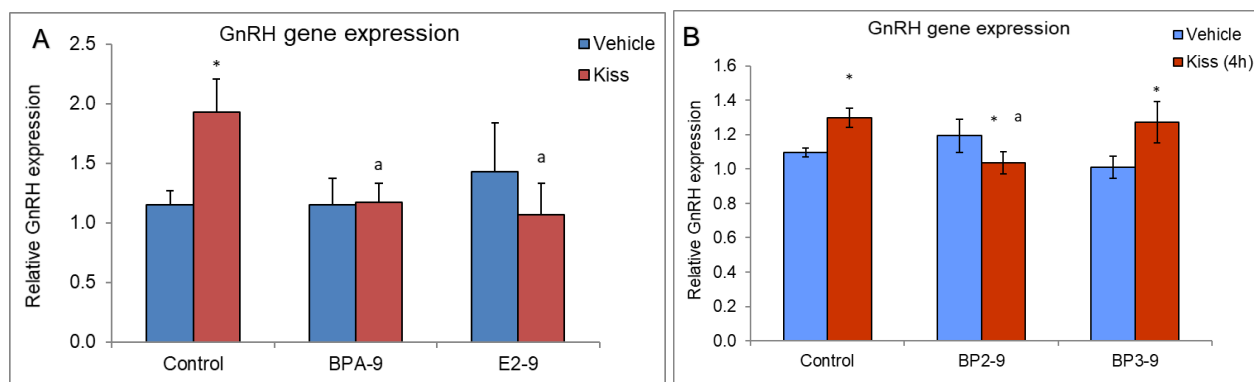 A
GnRH gene expression
Vehicle
Kiss
Relative GnRH expression
2.5
2.0
1.5
1.0
0.5
0.0
*
a
a
Control
BPA-9
E2-9
B
GnRH gene expression
Vehicle
Kiss (4h)
Relative GnRH expression
1.6
1.4
1.2
1.0
0.8
0.6
0.4
0.2
0.0
*
* a
*
Control
BP2-9
BP3-9